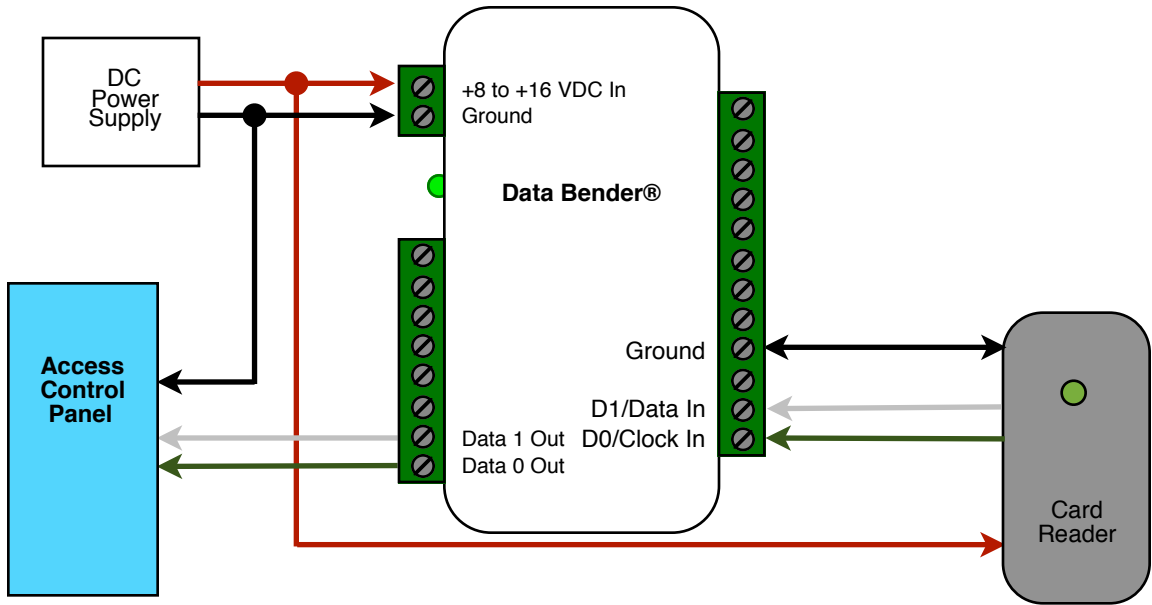 DC
Power
Supply
+8 to +16 VDC In
Ground
Data Bender®
Access
Control
Panel
Ground
D1/Data In
Data 1 Out D0/Clock In
Data 0 Out
Card
Reader